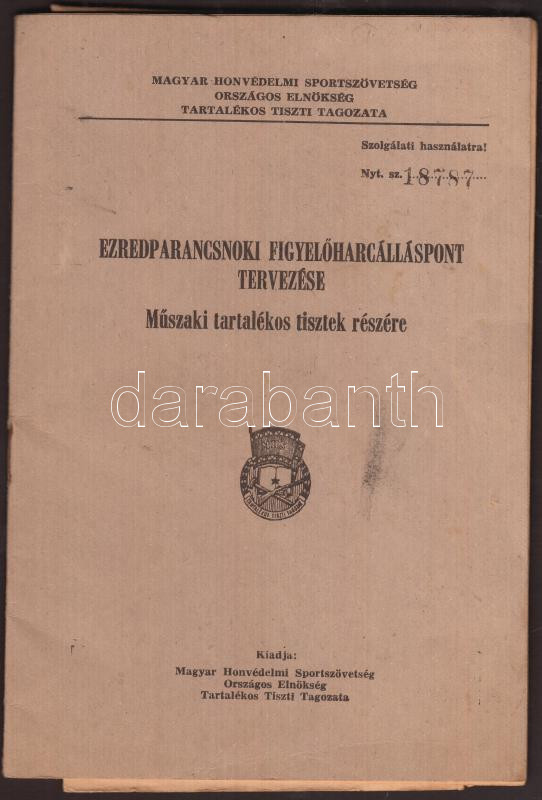 MAGYAR HONVÉDELMI SPORTSZÖVETSÉG
ORSZÁGOS ELNÖKSÉG
TARTALÉKOS TISZTI TAGOZATA
Szolgálati használatra!
Nyt. sz. 18787
EZREDPARANCSNOKI FIGYELŐHARCÁLLÁSPONT
TERVEZÉSE
Műszaki tartalékos tisztek részére
darabanth
Kiadja:
Magyar Honvédelmi Sportszövetség
Országos Elnökség
Tartalékos Tiszti Tagozata